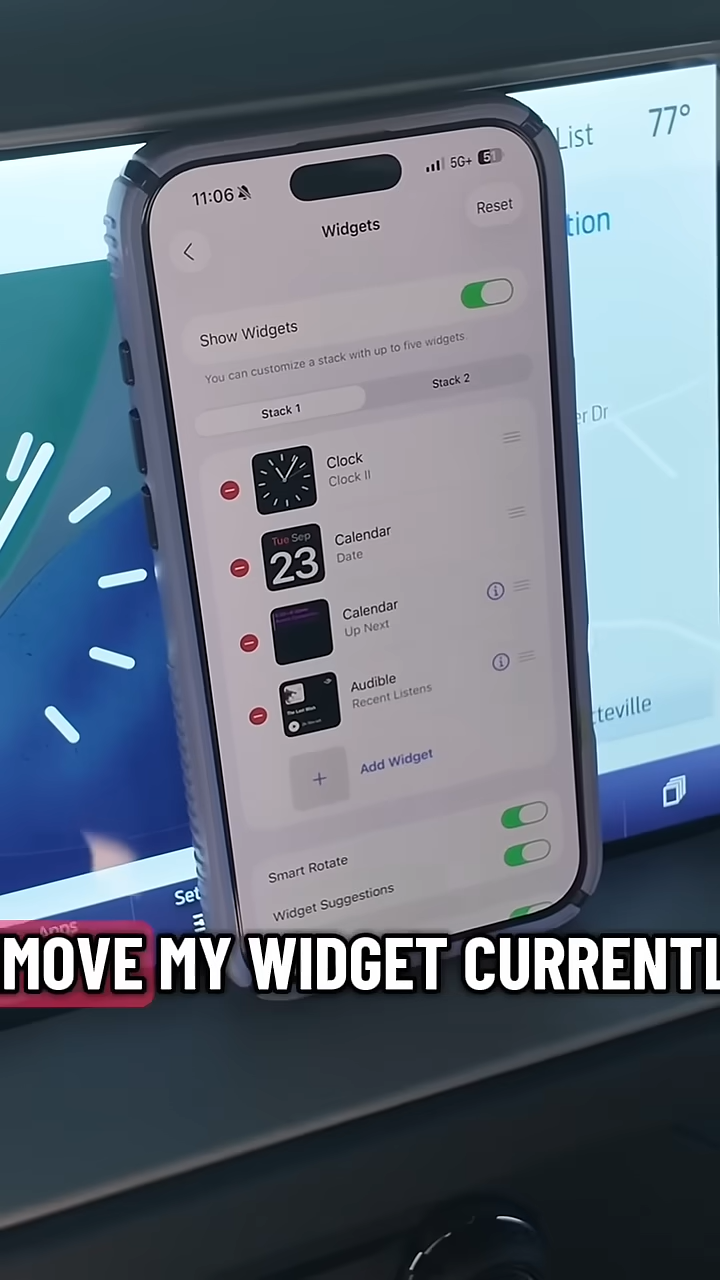 List
77°
11:06
5G+
51
Widgets
Reset
tion
Show Widgets
You can customize a stack with up to five widgets.
Stack 1
Stack 2
er Dr
Clock
Clock II
Tue Sep
23
Calendar
Date
Calendar
Up Next
Audible
Recent Listens
tteville
Add Widget
Smart Rotate
Widget Suggestions
Set
Apps
MOVE MY WIDGET CURRENTL